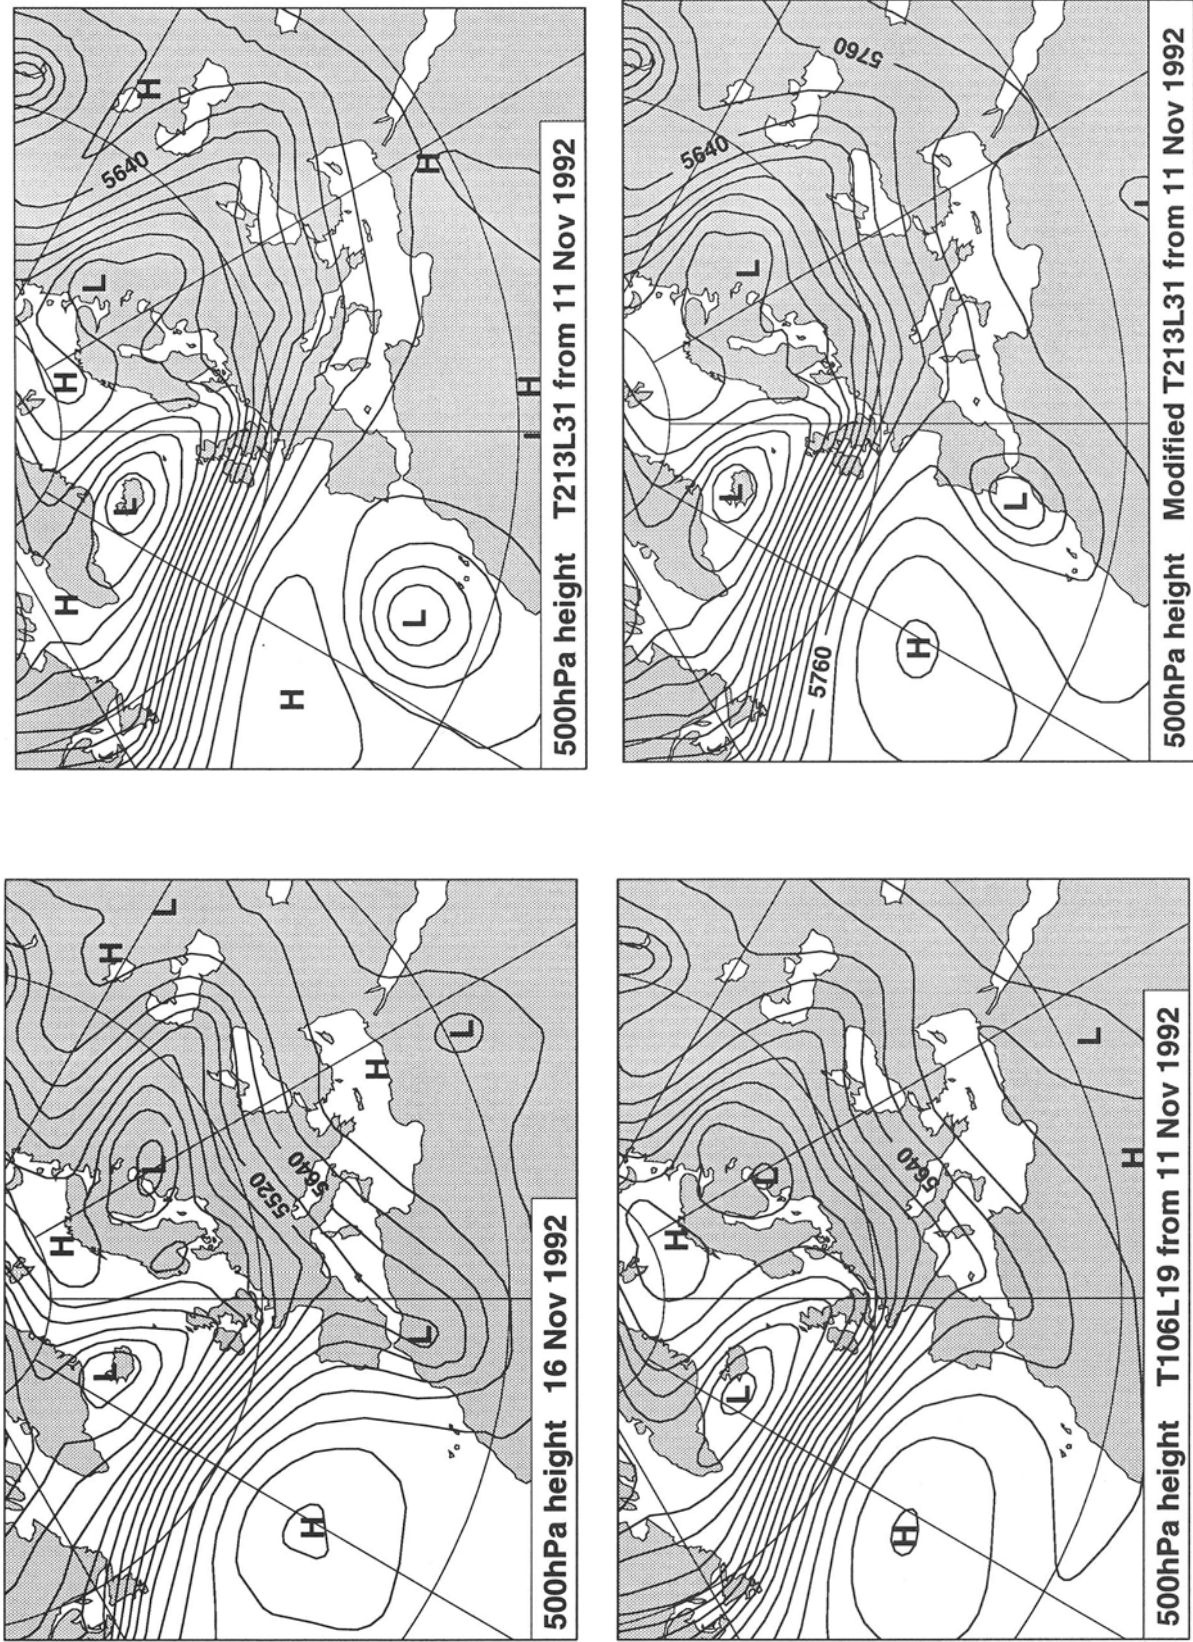 H
L
H
L
L
5520
5640
H
H
L
L
500hPa height 16 Nov 1992
H
H
L
L
5640
H
H
L
H
H
500hPa height T213L31 from 11 Nov 1992
H
L
L
H
5640
L
H
500hPa height T106L19 from 11 Nov 1992
5640
L
L
5760
5760
H
L
500hPa height Modified T213L31 from 11 Nov 1992